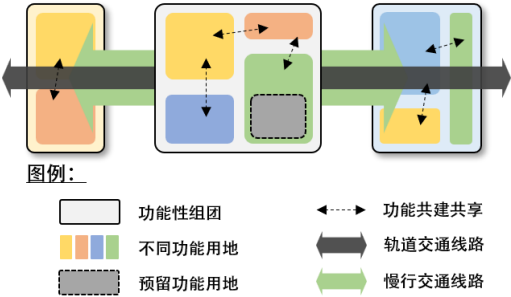 图例：
功能性组团
功能共建共享
不同功能用地
轨道交通线路
预留功能用地
慢行交通线路